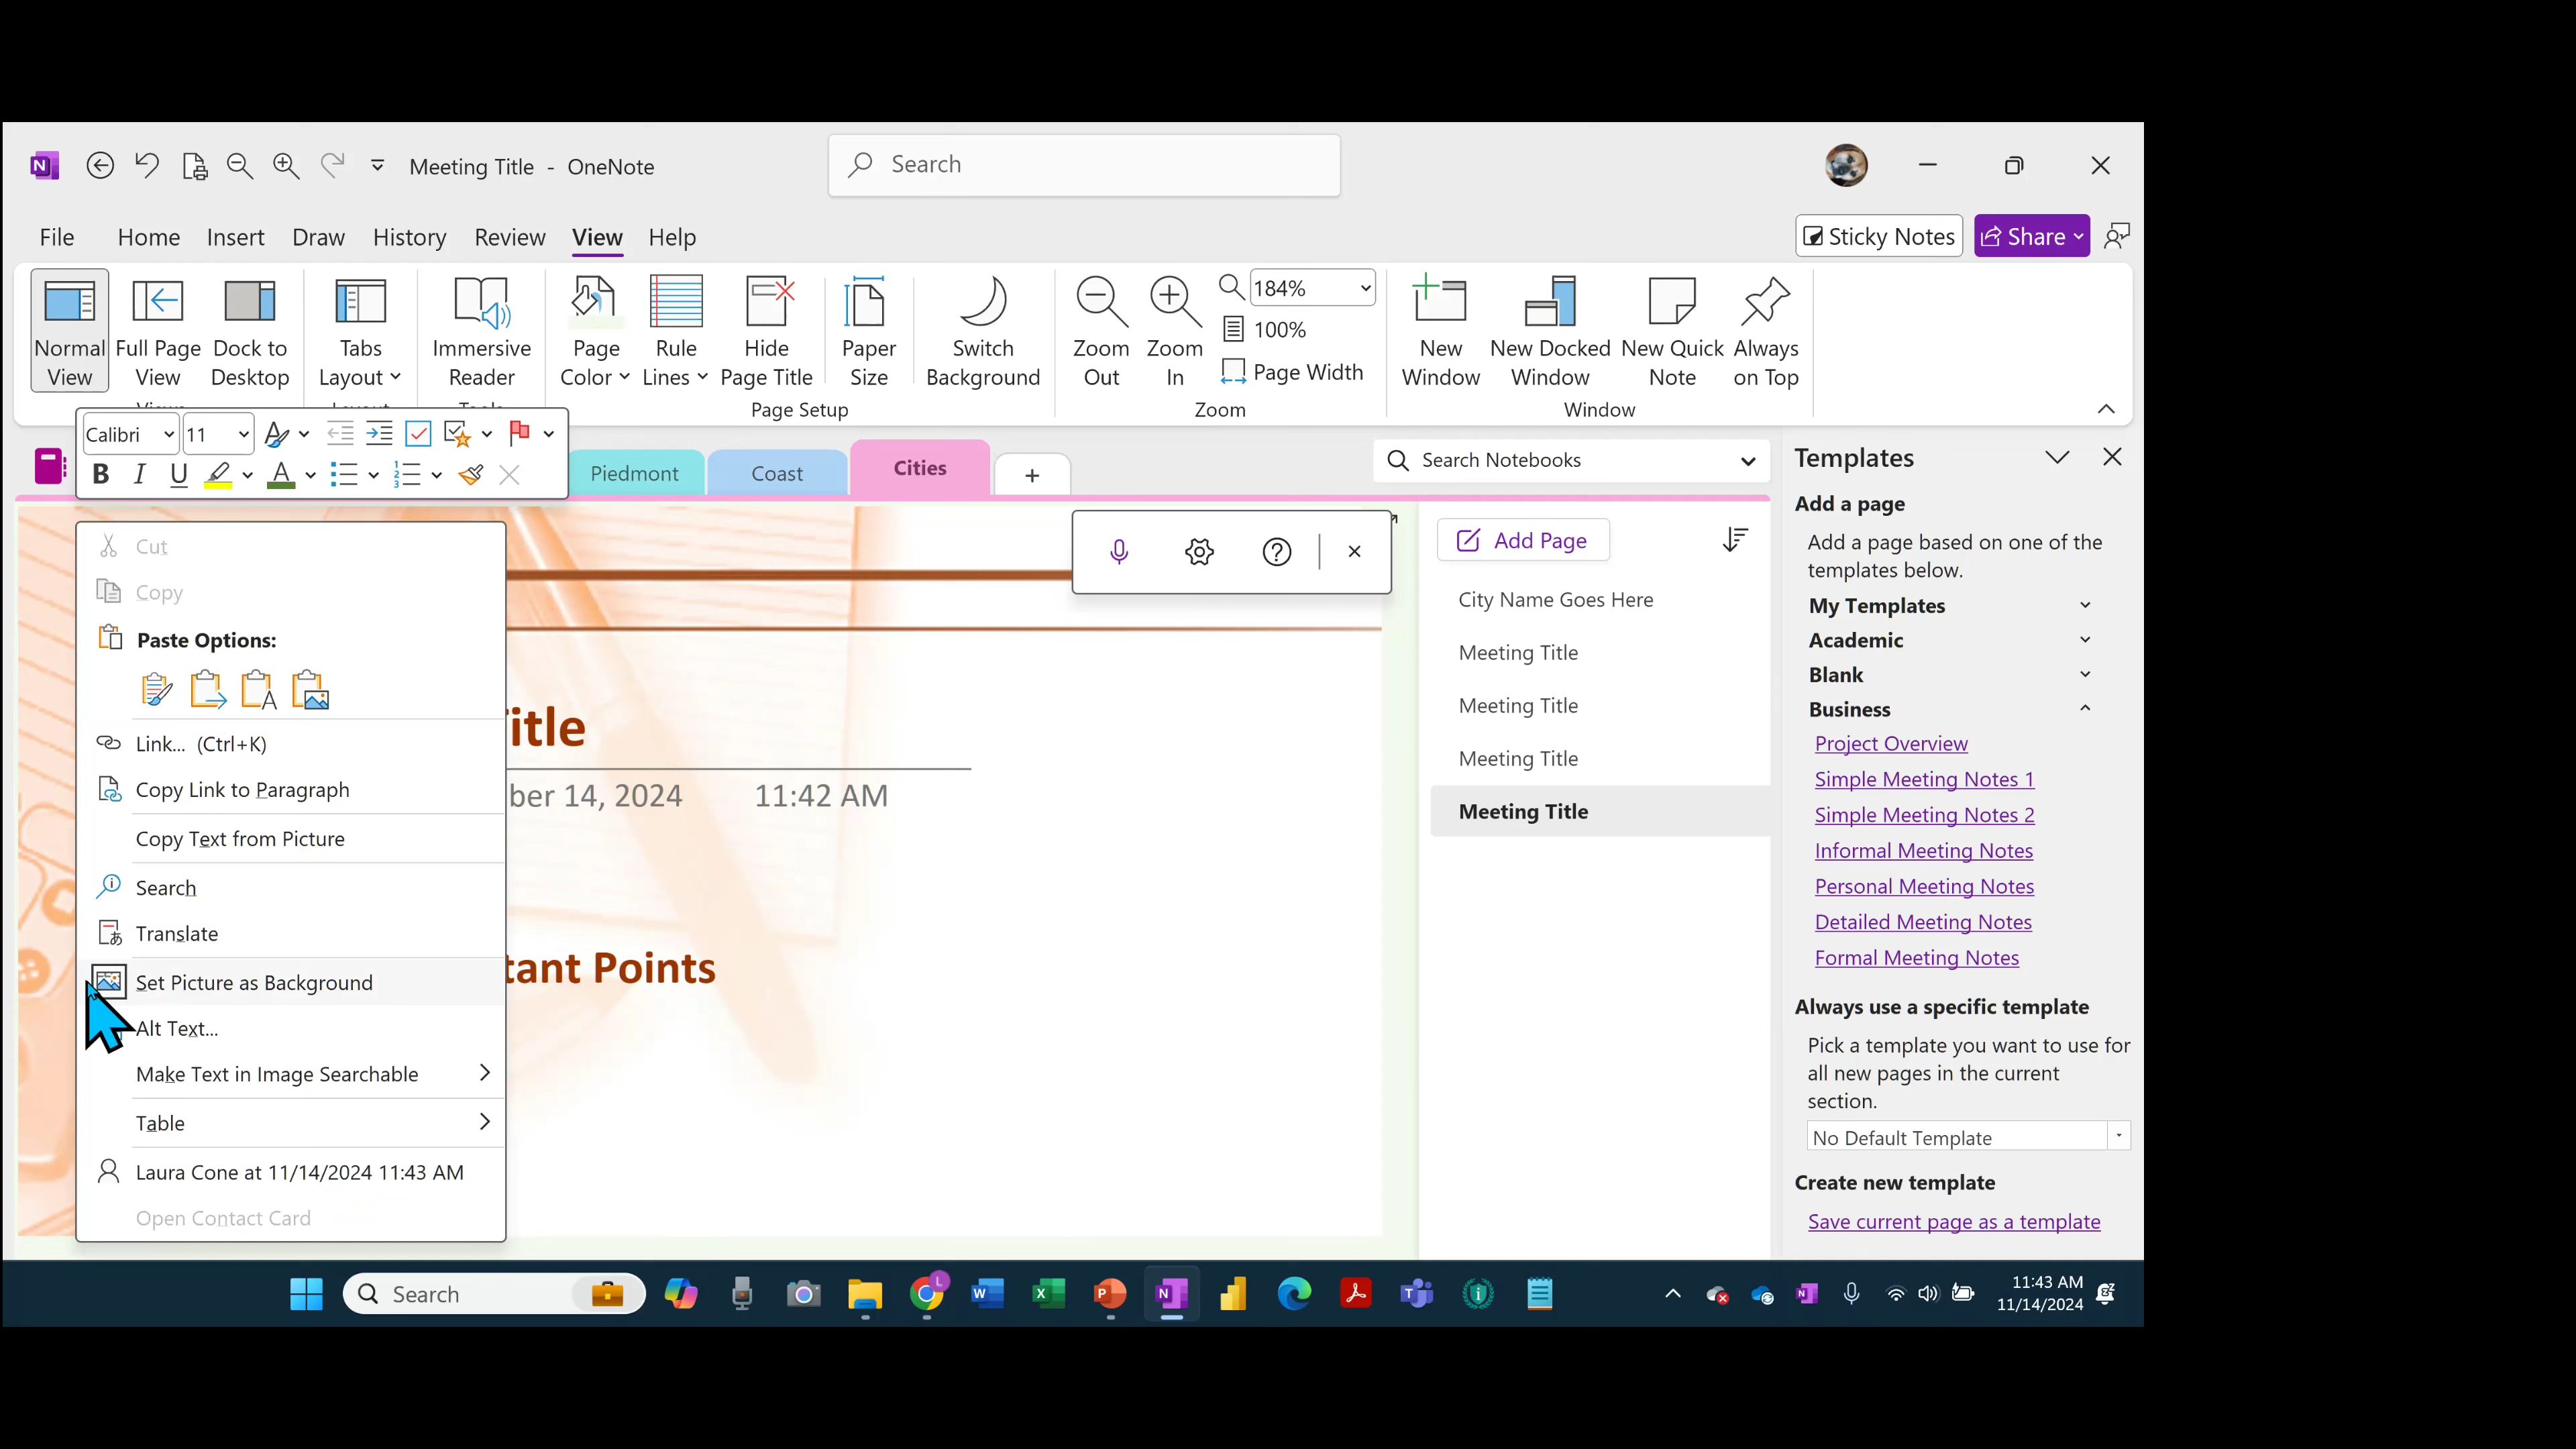 Meeting Title - OneNote
Search
File Home Insert Draw History Review View Help
Sticky Notes
Share
Normal View
Full Page View
Dock to Desktop
Tabs Layout
Immersive Reader
Page Color
Rule Lines
Hide Page Title
Paper Size
Switch Background
Zoom Out
Zoom In
184%
100%
Page Width
New Window
New Docked Window
New Quick Note
Always on Top
Page Setup
Zoom
Window
Calibri
11
B I U
Piedmont
Coast
Cities
+
Search Notebooks
Cut
Copy
Paste Options:
Link... (Ctrl+K)
Copy Link to Paragraph
Copy Text from Picture
Search
Translate
Set Picture as Background
Alt Text...
Make Text in Image Searchable
Table
Laura Cone at 11/14/2024 11:43 AM
Open Contact Card
itle
ber 14, 2024 11:42 AM
tant Points
Add Page
City Name Goes Here
Meeting Title
Meeting Title
Meeting Title
Meeting Title
Templates
Add a page
Add a page based on one of the
templates below.
My Templates
Academic
Blank
Business
Project Overview
Simple Meeting Notes 1
Simple Meeting Notes 2
Informal Meeting Notes
Personal Meeting Notes
Detailed Meeting Notes
Formal Meeting Notes
Always use a specific template
Pick a template you want to use for
all new pages in the current
section.
No Default Template
Create new template
Save current page as a template
Search
11:43 AM
11/14/2024